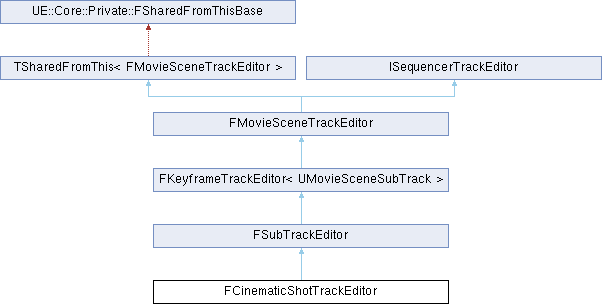 UE::Core::Private::FSharedFromThisBase
TSharedFromThis< FMovieSceneTrackEditor >
ISequencerTrackEditor
FMovieSceneTrackEditor
FKeyframeTrackEditor< UMovieSceneSubTrack >
FSubTrackEditor
FCinematicShotTrackEditor